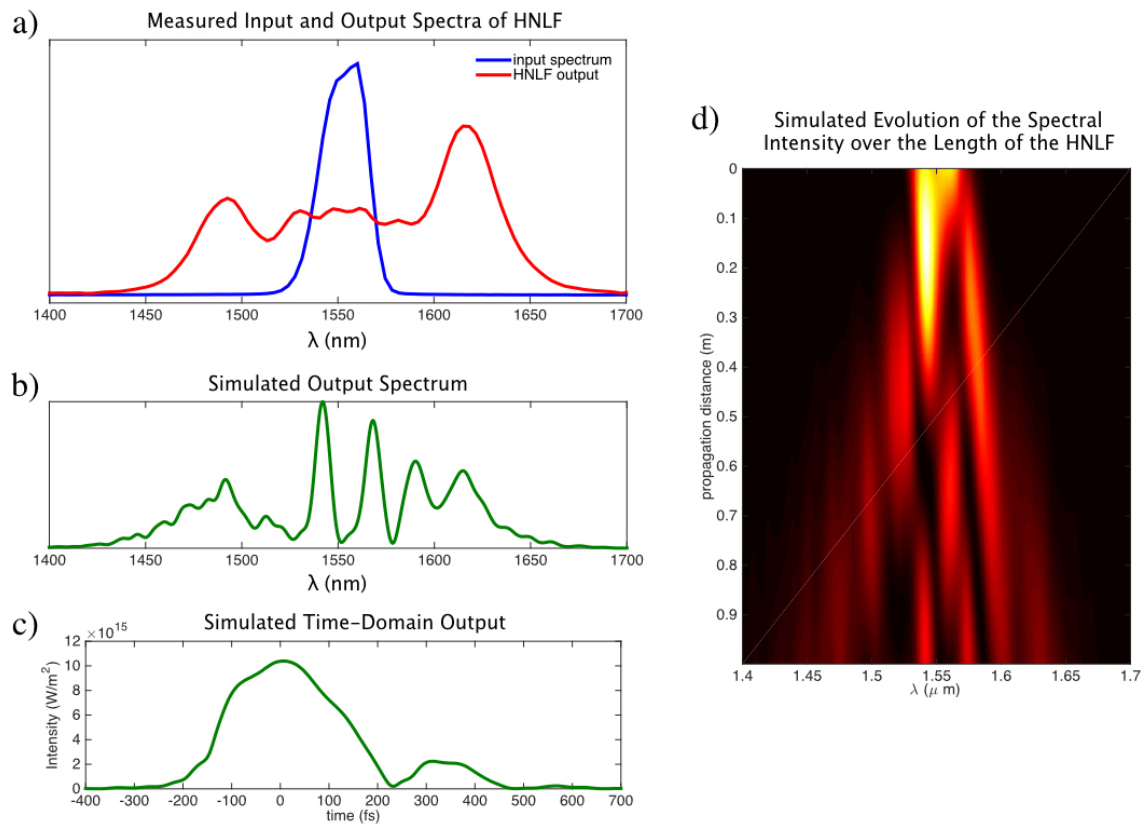 a)
Measured Input and Output Spectra of HNLF
input spectrum
HNLF output
1400 1450 1500 1550 1600 1650 1700
λ (nm)
b)
Simulated Output Spectrum
1400 1450 1500 1550 1600 1650 1700
λ (nm)
c)
Simulated Time-Domain Output
×10^15
12
10
8
6
4
2
0
Intensity (W/m²)
-400 -300 -200 -100 0 100 200 300 400 500 600 700
time (fs)
d)
Simulated Evolution of the Spectral
Intensity over the Length of the HNLF
0
0.1
0.2
0.3
0.4
0.5
0.6
0.7
0.8
0.9
propagation distance (m)
1.4 1.45 1.5 1.55 1.6 1.65 1.7
λ (μ m)